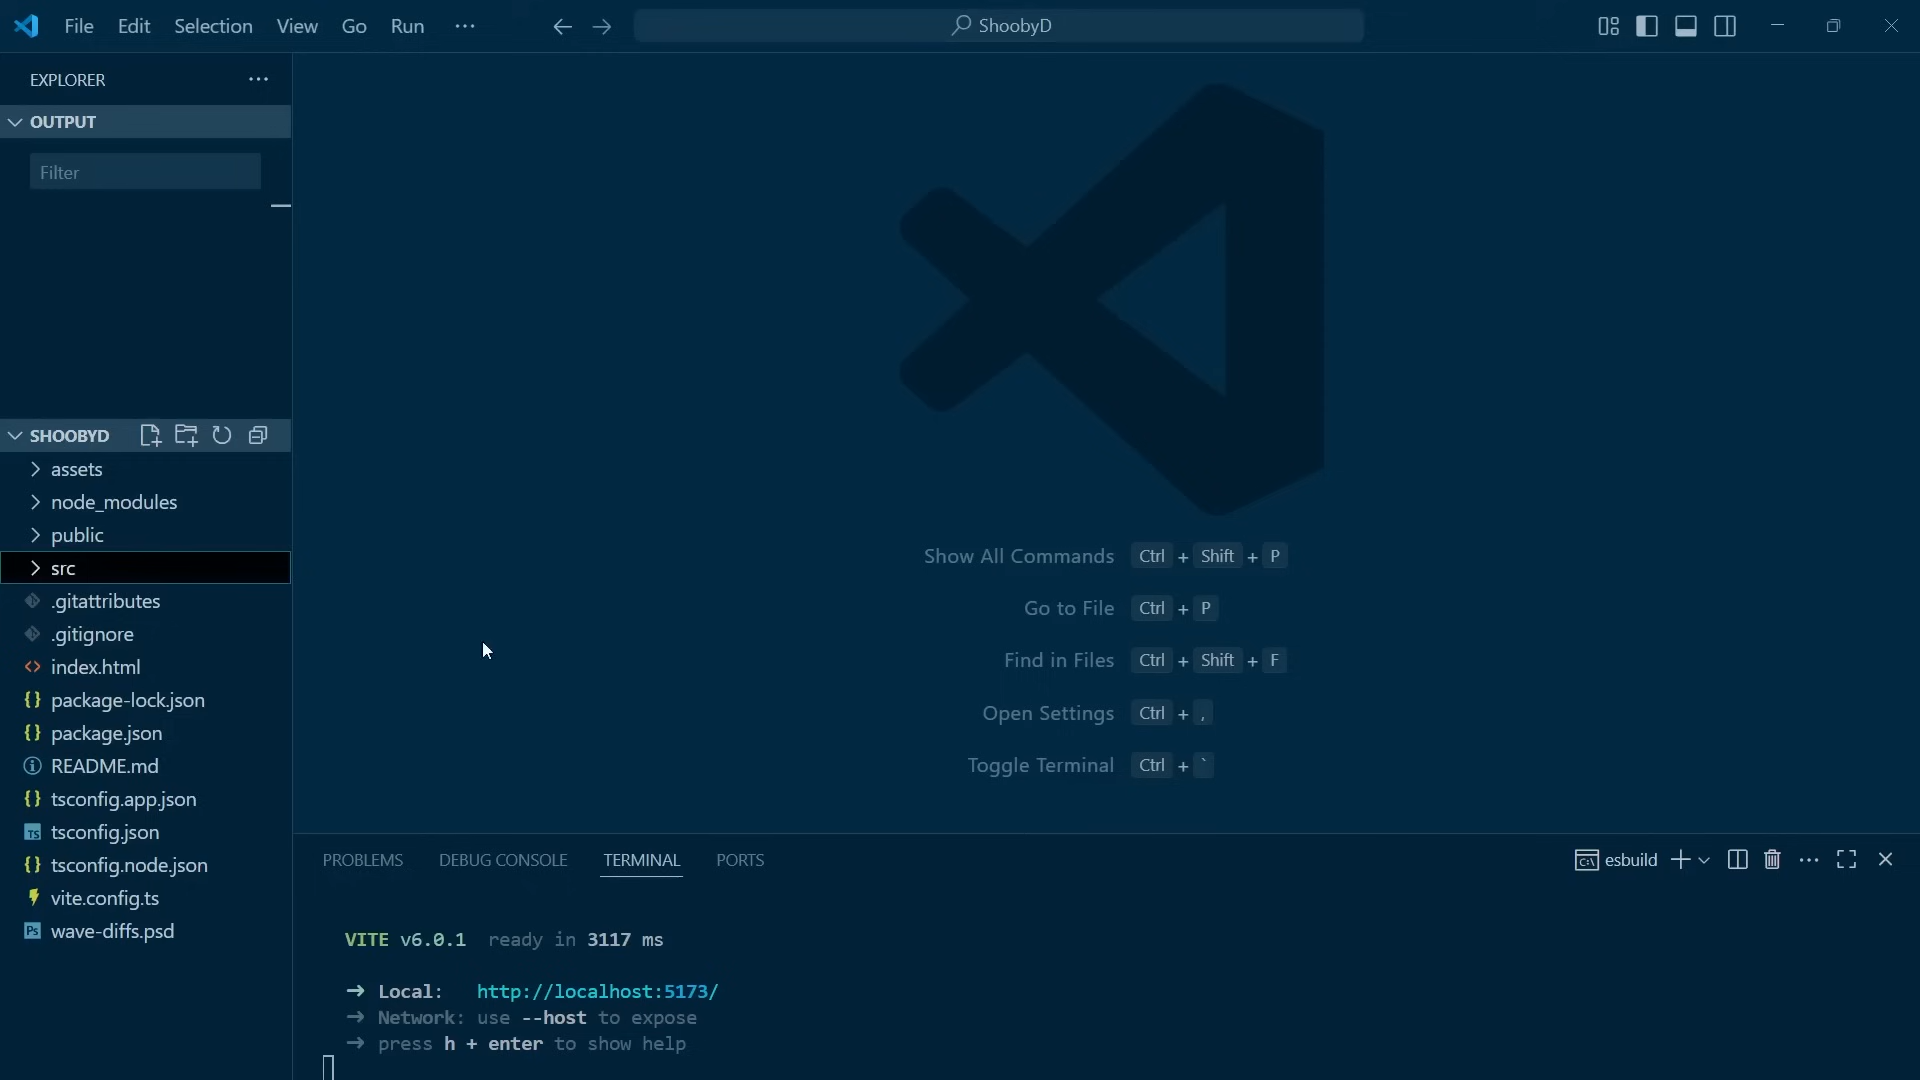 File Edit Selection View Go Run ShoobyD
EXPLORER
OUTPUT
Filter
SHOOBYD
assets
node_modules
public
src
.gitattributes
.gitignore
index.html
package-lock.json
package.json
README.md
tsconfig.app.json
TS tsconfig.json
tsconfig.node.json
vite.config.ts
Ps wave-diffs.psd
Show All Commands Ctrl + Shift + P
Go to File Ctrl + P
Find in Files Ctrl + Shift + F
Open Settings Ctrl + ,
Toggle Terminal Ctrl + `
PROBLEMS DEBUG CONSOLE TERMINAL PORTS esbuild
VITE v6.0.1 ready in 3117 ms
➜ Local: http://localhost:5173/
➜ Network: use --host to expose
➜ press h + enter to show help